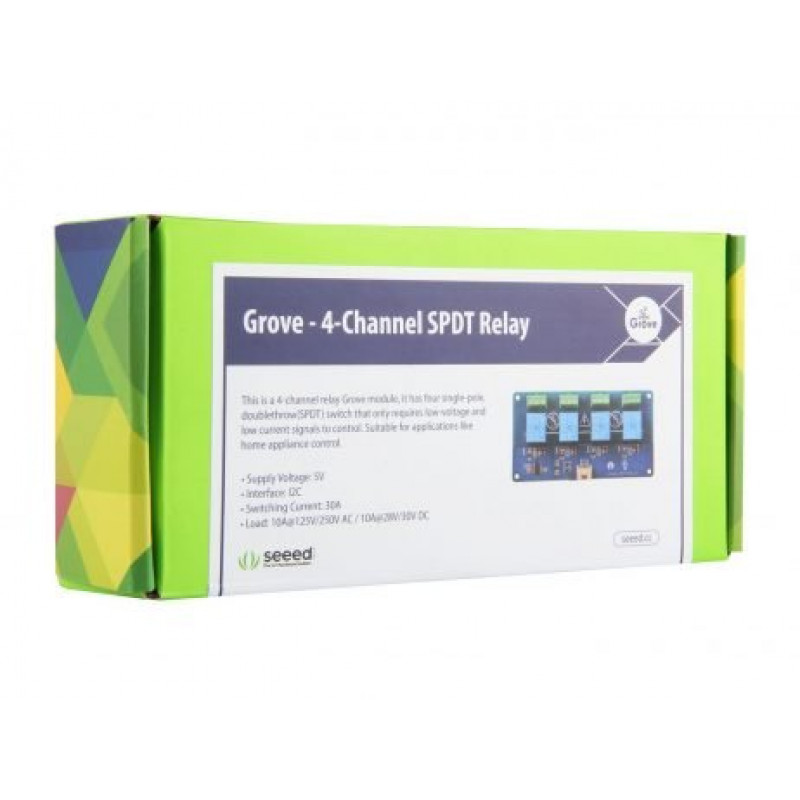 Grove - 4-Channel SPDT Relay
Grove
This is a 4-channel relay Grove module, it has four single-pole,
doublethrow(SPDT) switch that only requires low-voltage and
low current signals to control. Suitable for applications like
home appliance control.
• Supply Voltage: 5V
• Interface: I2C
• Switching Current: 30A
• Load: 10A@125V/250V AC / 10A@28V/30V DC
seeed
seeed.cc